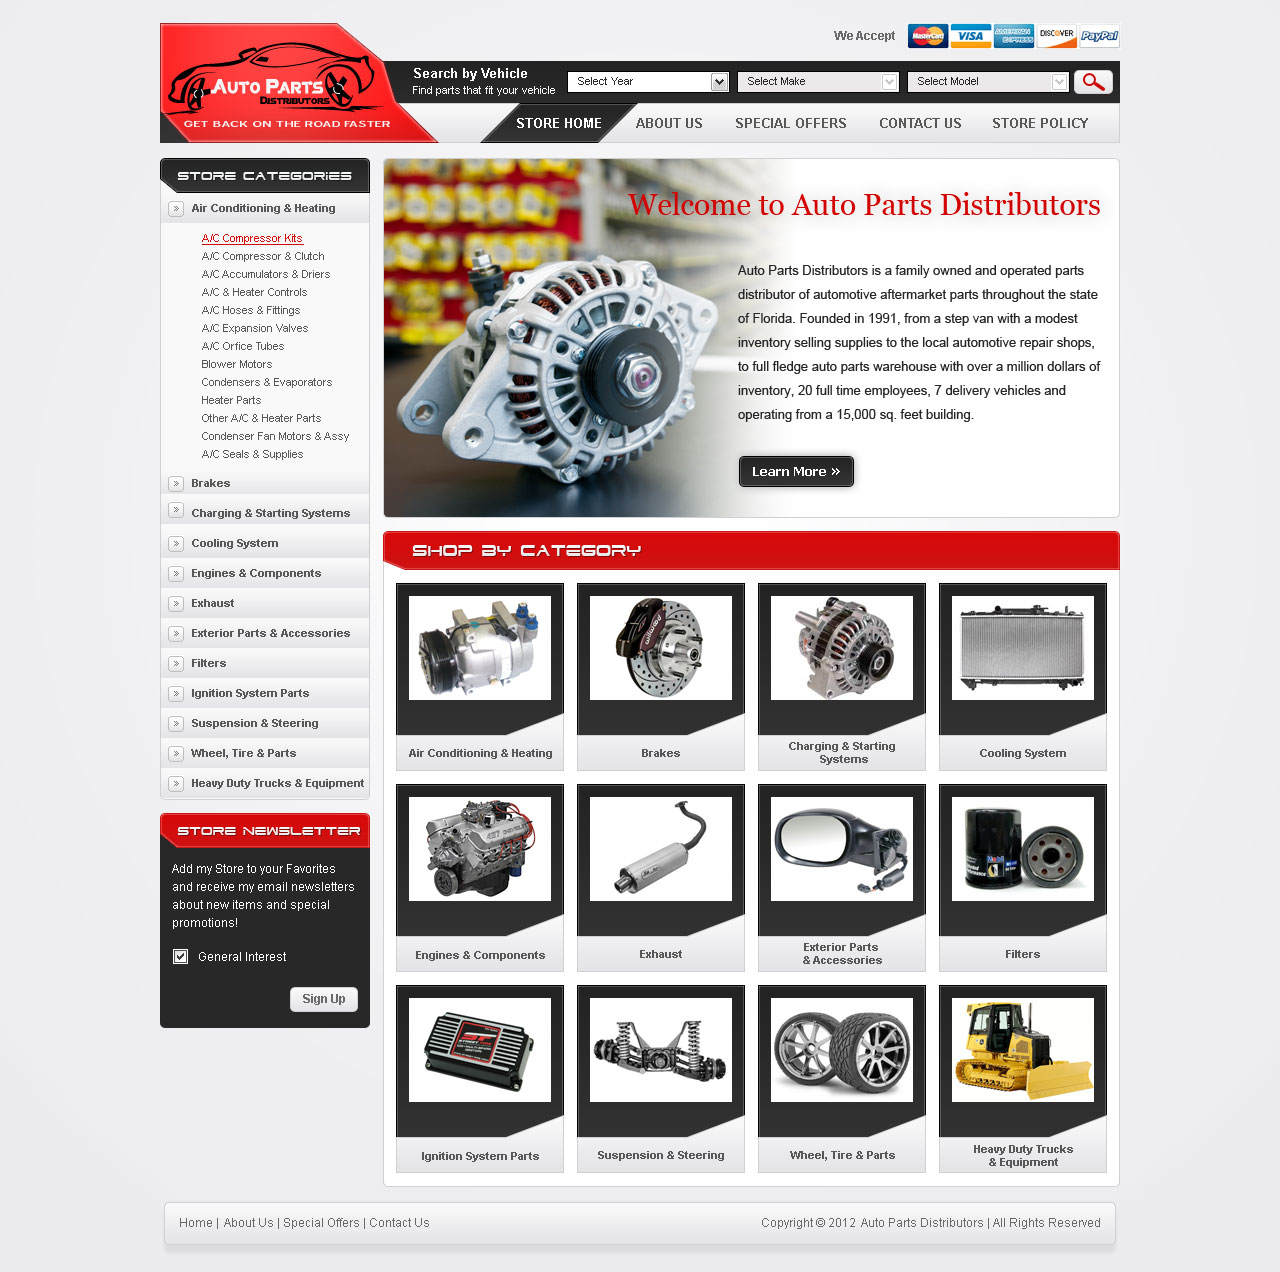 We Accept
MasterCard VISA AMERICAN EXPRESS DISCOVER PayPal
AUTO PARTS
DISTRIBUTORS
GET BACK ON THE ROAD FASTER
Search by Vehicle
Find parts that fit your vehicle
Select Year Select Make Select Model
STORE HOME ABOUT US SPECIAL OFFERS CONTACT US STORE POLICY
STORE CATEGORIES
Air Conditioning & Heating
A/C Compressor Kits
A/C Compressor & Clutch
A/C Accumulators & Driers
A/C & Heater Controls
A/C Hoses & Fittings
A/C Expansion Valves
A/C Orfice Tubes
Blower Motors
Condensers & Evaporators
Heater Parts
Other A/C & Heater Parts
Condenser Fan Motors & Assy
A/C Seals & Supplies
Brakes
Charging & Starting Systems
Cooling System
Engines & Components
Exhaust
Exterior Parts & Accessories
Filters
Ignition System Parts
Suspension & Steering
Wheel, Tire & Parts
Heavy Duty Trucks & Equipment
STORE NEWSLETTER
Add my Store to your Favorites
and receive my email newsletters
about new items and special
promotions!
General Interest
Sign Up
Welcome to Auto Parts Distributors
Auto Parts Distributors is a family owned and operated parts
distributor of automotive aftermarket parts throughout the state
of Florida. Founded in 1991, from a step van with a modest
inventory selling supplies to the local automotive repair shops,
to full fledge auto parts warehouse with over a million dollars of
inventory, 20 full time employees, 7 delivery vehicles and
operating from a 15,000 sq. feet building.
Learn More »
SHOP BY CATEGORY
wilwood
Air Conditioning & Heating
Brakes
Charging & Starting
Systems
Cooling System
Mobil
Engines & Components
Exhaust
Exterior Parts
& Accessories
Filters
Ignition System Parts
Suspension & Steering
Wheel, Tire & Parts
Heavy Duty Trucks
& Equipment
Home | About Us | Special Offers | Contact Us
Copyright © 2012 Auto Parts Distributors | All Rights Reserved